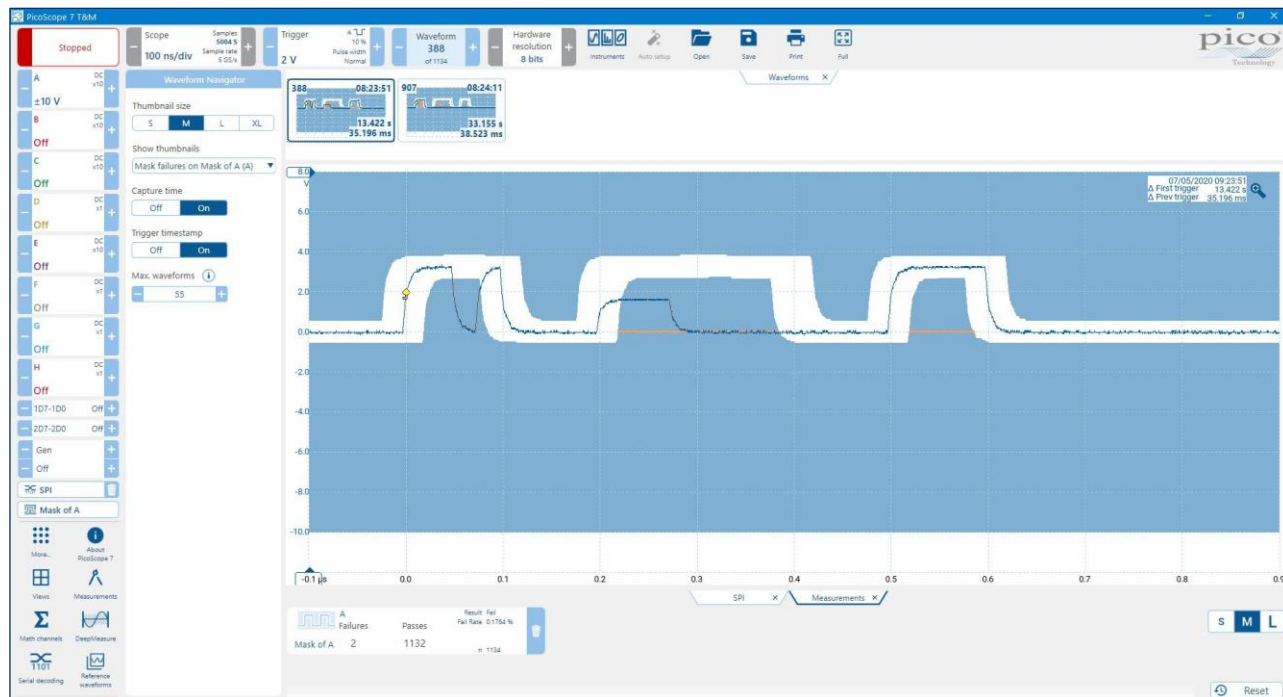 PicoScope 7 T&M
Stopped
Scope
100 ns/div
Samples
5004 S
Sample rate
5 GS/s
Trigger
2 V
A
10 %
Pulse width
Normal
Waveform
388
of 1134
Hardware
resolution
8 bits
Instruments
Auto setup
Open
Save
Print
Full
pico
Technology
A
DC
x10
±10 V
B
DC
x10
Off
C
DC
x10
Off
D
DC
x1
Off
E
DC
x10
Off
F
DC
x1
Off
G
DC
x1
Off
H
DC
x1
Off
1D7-1D0 Off
2D7-2D0 Off
Gen
Off
SPI
Mask of A
More...
About
PicoScope 7
Views
Measurements
Math channels
DeepMeasure
1101
Serial decoding
Reference
waveforms
Waveform Navigator
Thumbnail size
S M L XL
Show thumbnails
Mask failures on Mask of A (A)
Capture time
Off On
Trigger timestamp
Off On
Max. waveforms i
55
Waveforms X
388 08:23:51
13.422 s
35.196 ms
907 08:24:11
33.155 s
38.523 ms
8.0
V
6.0
4.0
2.0
0.0
-2.0
-4.0
-6.0
-8.0
-10.0
07/05/2020 09:23:51
Δ First trigger 13.422 s
Δ Prev trigger 35.196 ms
-0.1 µs 0.0 0.1 0.2 0.3 0.4 0.5 0.6 0.7 0.8 0.9
SPI X
Measurements X
A
Failures
Passes
Result Fail
Fail Rate 0.1764 %
Mask of A 2 1132
n 1134
S M L
Reset